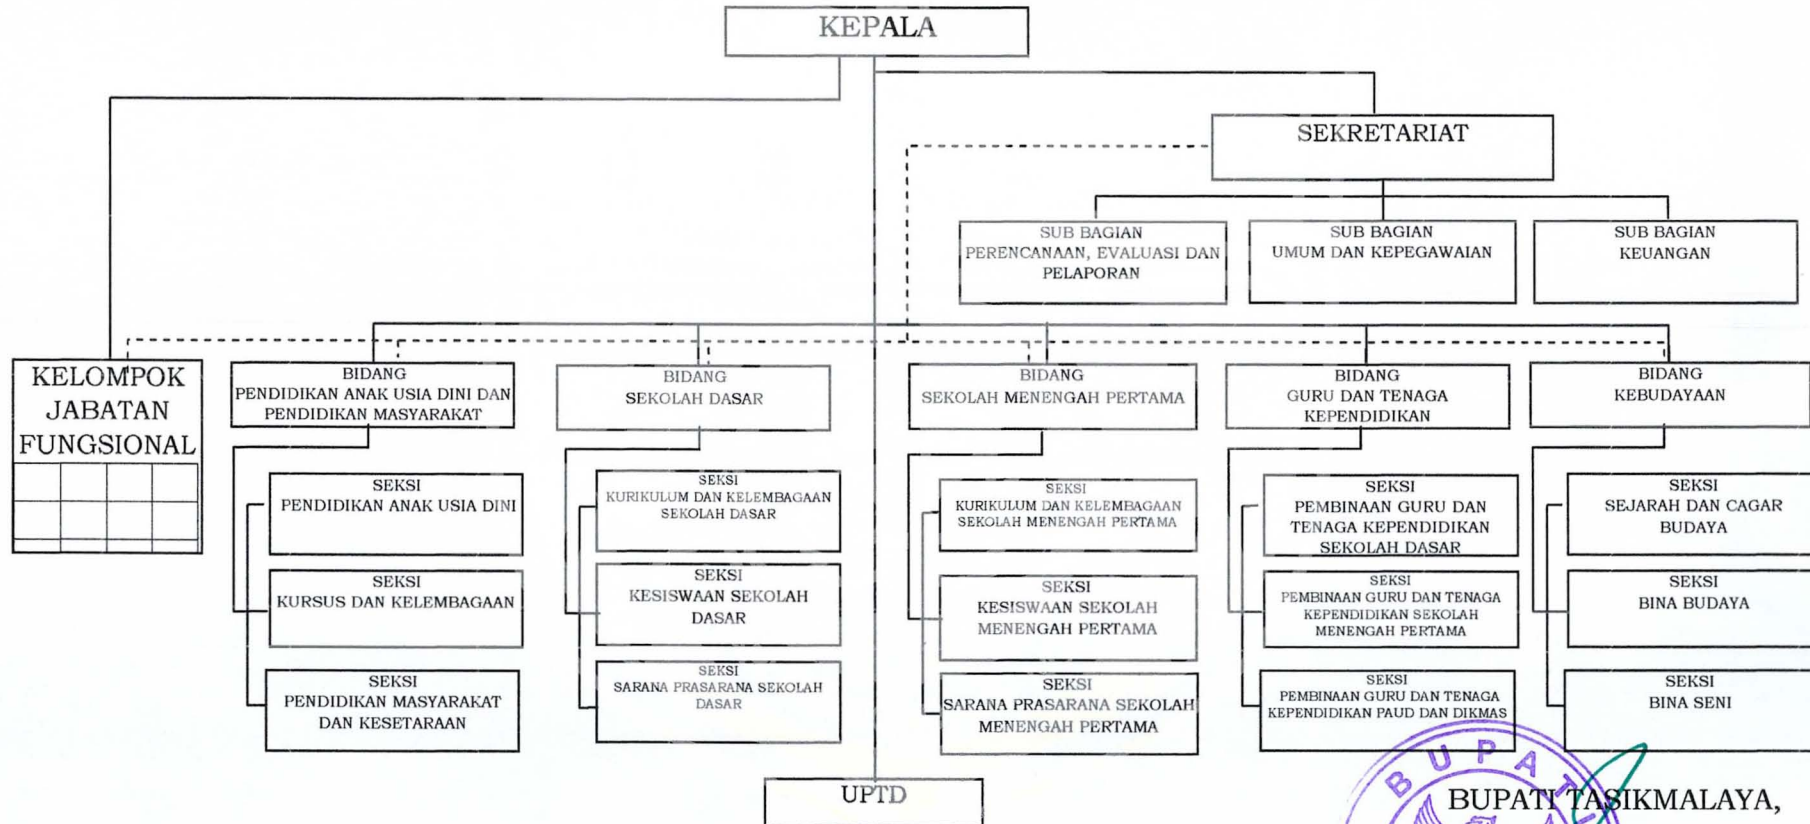 KEPALA
SEKRETARIAT
SUB BAGIAN
PERENCANAAN, EVALUASI DAN
PELAPORAN
SUB BAGIAN
UMUM DAN KEPEGAWAIAN
SUB BAGIAN
KEUANGAN
KELOMPOK
JABATAN
FUNGSIONAL
BIDANG
PENDIDIKAN ANAK USIA DINI DAN
PENDIDIKAN MASYARAKAT
BIDANG
SEKOLAH DASAR
BIDANG
SEKOLAH MENENGAH PERTAMA
BIDANG
GURU DAN TENAGA
KEPENDIDIKAN
BIDANG
KEBUDAYAAN
SEKSI
PENDIDIKAN ANAK USIA DINI
SEKSI
KURSUS DAN KELEMBAGAAN
SEKSI
PENDIDIKAN MASYARAKAT
DAN KESETARAAN
SEKSI
KURIKULUM DAN KELEMBAGAAN
SEKOLAH DASAR
SEKSI
KESISWAAN SEKOLAH
DASAR
SEKSI
SARANA PRASARANA SEKOLAH
DASAR
SEKSI
KURIKULUM DAN KELEMBAGAAN
SEKOLAH MENENGAH PERTAMA
SEKSI
KESISWAAN SEKOLAH
MENENGAH PERTAMA
SEKSI
SARANA PRASARANA SEKOLAH
MENENGAH PERTAMA
SEKSI
PEMBINAAN GURU DAN
TENAGA KEPENDIDIKAN
SEKOLAH DASAR
SEKSI
PEMBINAAN GURU DAN TENAGA
KEPENDIDIKAN SEKOLAH
MENENGAH PERTAMA
SEKSI
PEMBINAAN GURU DAN TENAGA
KEPENDIDIKAN PAUD DAN DIKMAS
SEKSI
SEJARAH DAN CAGAR
BUDAYA
SEKSI
BINA BUDAYA
SEKSI
BINA SENI
UPTD
BUPATI
BUPATI TASIKMALAYA,